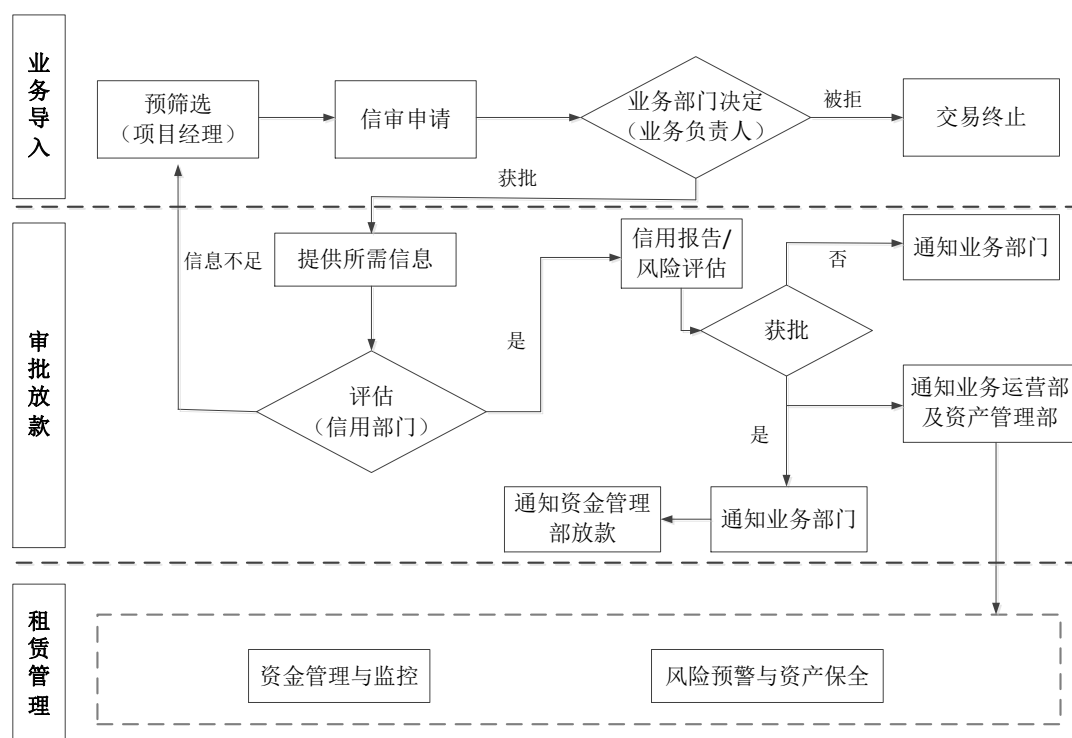 业务导入
预筛选
（项目经理）
信审申请
业务部门决定
（业务负责人）
被拒
交易终止
获批
审批放款
信息不足
提供所需信息
信用报告/
风险评估
否
通知业务部门
是
获批
评估
（信用部门）
通知业务运营部
及资产管理部
是
通知资金管理
部放款
通知业务部门
租赁管理
资金管理与监控
风险预警与资产保全